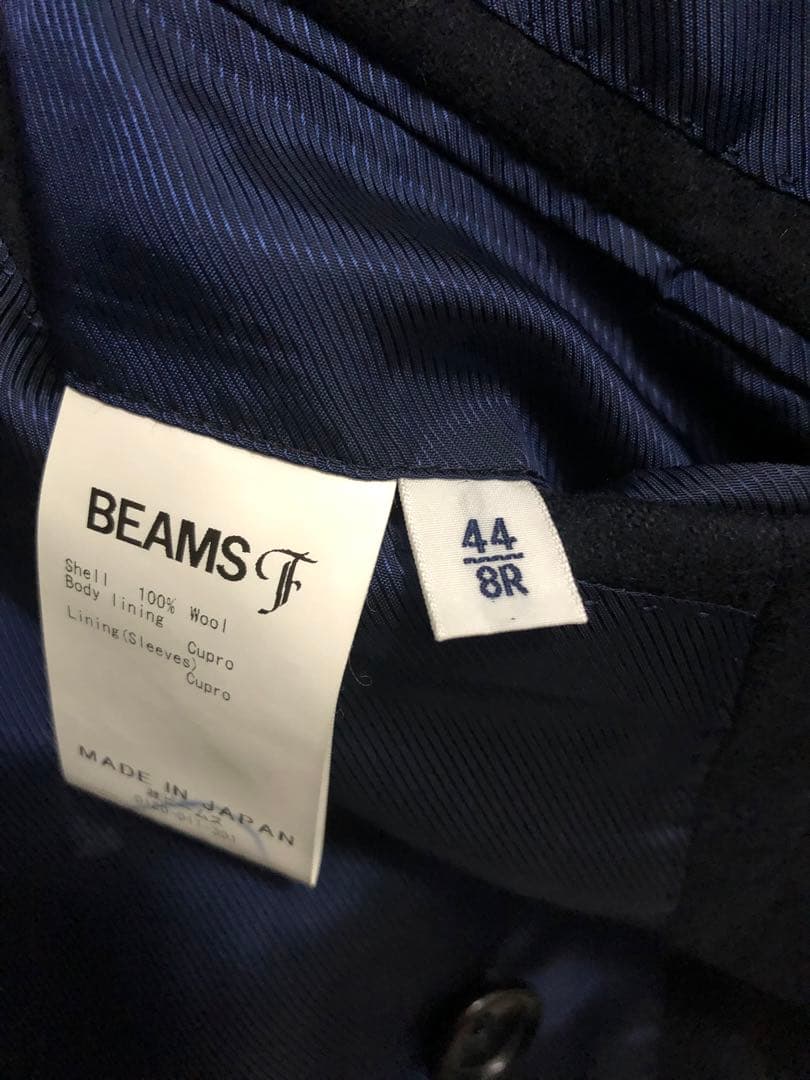 BEAMS F
Shell 100% Wool
Body lining
Cupro
Lining(Sleeves)
Cupro
MADE IN JAPAN
44
8R